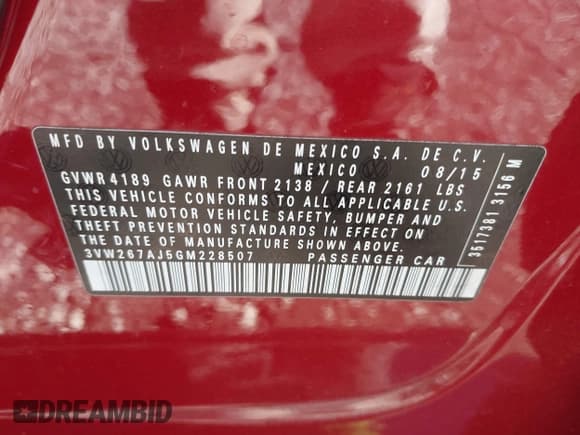 MFD BY VOLKSWAGEN DE MEXICO S.A. DE C.V.
MEXICO 08/15
GVWR 4189 GAWR FRONT 2138 / REAR 2161 LBS
THIS VEHICLE CONFORMS TO ALL APPLICABLE U.S.
FEDERAL MOTOR VEHICLE SAFETY, BUMPER AND
THEFT PREVENTION STANDARDS IN EFFECT ON
THE DATE OF MANUFACTURE SHOWN ABOVE.
3VW267AJ5GM228507 PASSENGER CAR
3517391 3156 M
DREAMBID